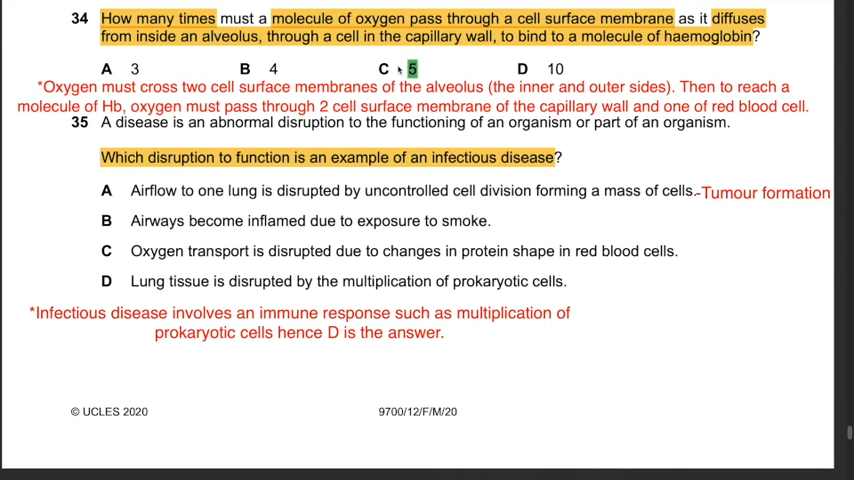 34 How many times must a molecule of oxygen pass through a cell surface membrane as it diffuses
from inside an alveolus, through a cell in the capillary wall, to bind to a molecule of haemoglobin?
A 3 B 4 C 5 D 10
*Oxygen must cross two cell surface membranes of the alveolus (the inner and outer sides). Then to reach a
molecule of Hb, oxygen must pass through 2 cell surface membrane of the capillary wall and one of red blood cell.
35 A disease is an abnormal disruption to the functioning of an organism or part of an organism.
Which disruption to function is an example of an infectious disease?
A Airflow to one lung is disrupted by uncontrolled cell division forming a mass of cells.-Tumour formation
B Airways become inflamed due to exposure to smoke.
C Oxygen transport is disrupted due to changes in protein shape in red blood cells.
D Lung tissue is disrupted by the multiplication of prokaryotic cells.
*Infectious disease involves an immune response such as multiplication of
prokaryotic cells hence D is the answer.
© UCLES 2020 9700/12/F/M/20